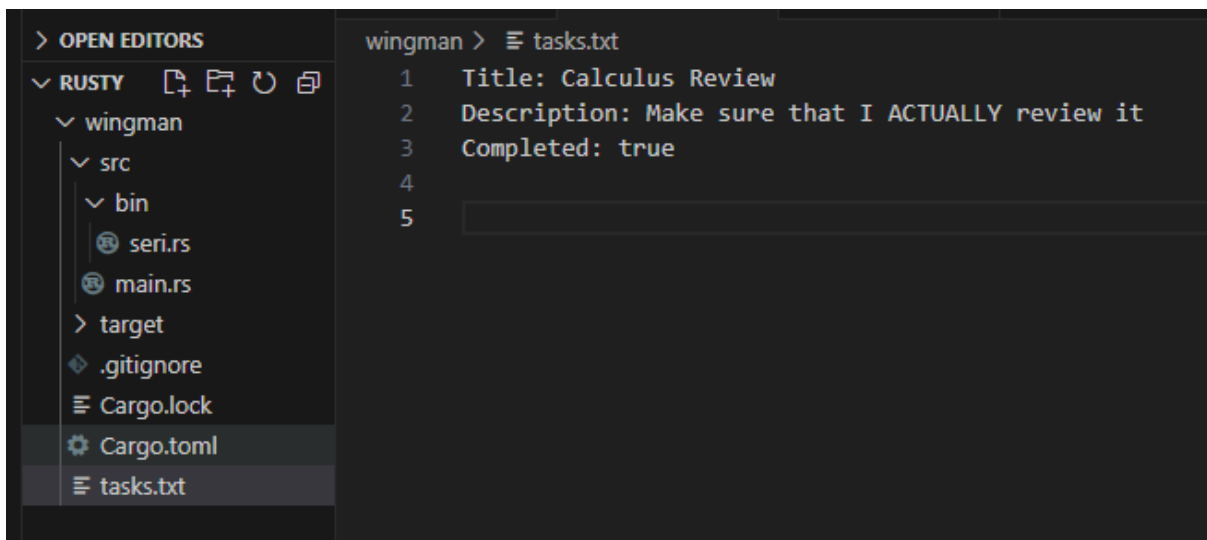 OPEN EDITORS
RUSTY
wingman
src
bin
seri.rs
main.rs
target
.gitignore
Cargo.lock
Cargo.toml
tasks.txt
wingman > tasks.txt
1 Title: Calculus Review
2 Description: Make sure that I ACTUALLY review it
3 Completed: true
4
5